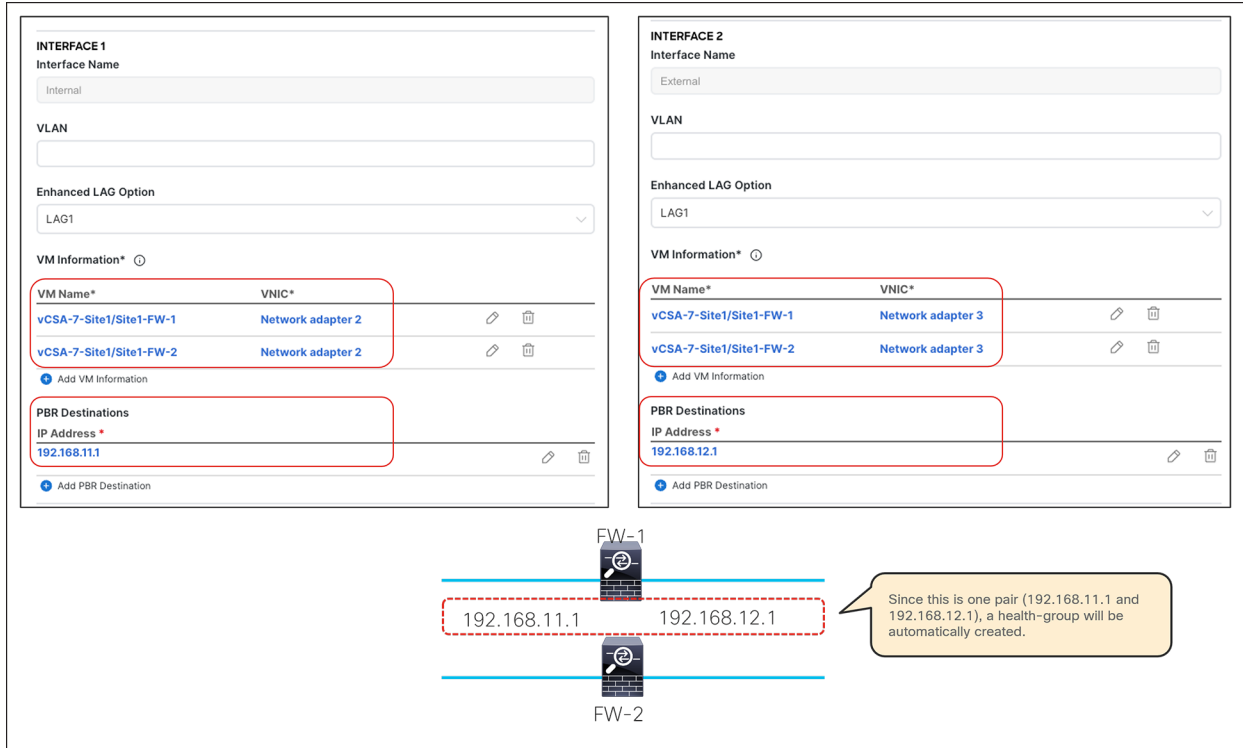 INTERFACE 1
Interface Name
Internal
VLAN
Enhanced LAG Option
LAG1
VM Information*
VM Name* VNIC*
vCSA-7-Site1/Site1-FW-1 Network adapter 2
vCSA-7-Site1/Site1-FW-2 Network adapter 2
Add VM Information
PBR Destinations
IP Address *
192.168.11.1
Add PBR Destination
INTERFACE 2
Interface Name
External
VLAN
Enhanced LAG Option
LAG1
VM Information*
VM Name* VNIC*
vCSA-7-Site1/Site1-FW-1 Network adapter 3
vCSA-7-Site1/Site1-FW-2 Network adapter 3
Add VM Information
PBR Destinations
IP Address *
192.168.12.1
Add PBR Destination
FW-1
192.168.11.1 192.168.12.1
FW-2
Since this is one pair (192.168.11.1 and
192.168.12.1), a health-group will be
automatically created.